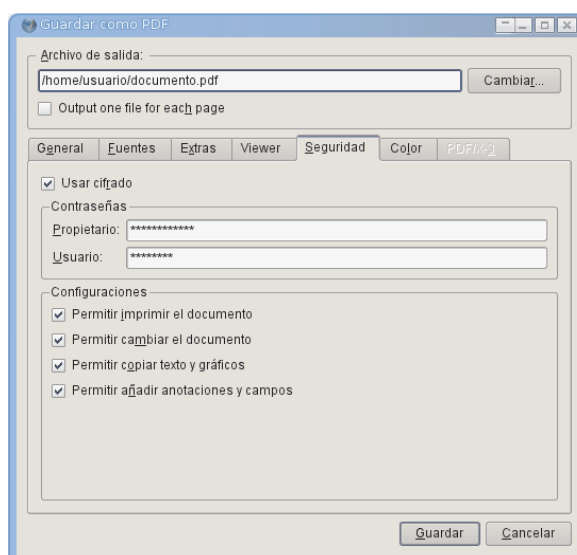 Guardar como PDF
Archivo de salida:
/home/usuario/documento.pdf
Cambiar...
Output one file for each page
General Fuentes Extras Viewer Seguridad Color PDF/X-3
Usar cifrado
Contraseñas
Propietario: ************
Usuario: ********
Configuraciones
Permitir imprimir el documento
Permitir cambiar el documento
Permitir copiar texto y gráficos
Permitir añadir anotaciones y campos
Guardar Cancelar